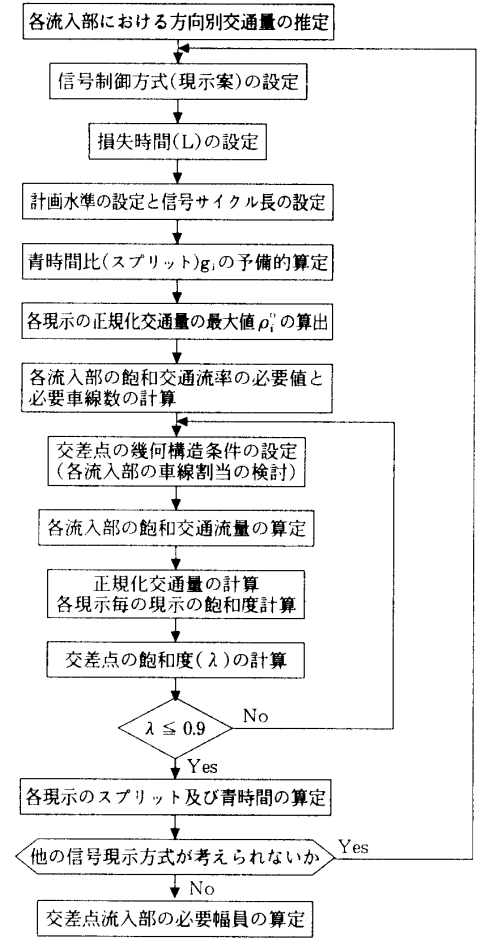 各流入部における方向別交通量の推定
信号制御方式(現示案)の設定
損失時間(L)の設定
計画水準の設定と信号サイクル長の設定
青時間比(スプリット)gᵢの予備的算定
各現示の正規化交通量の最大値ρᵢ⁰の算出
各流入部の飽和交通流率の必要値と
必要車線数の計算
交差点の幾何構造条件の設定
(各流入部の車線割当の検討)
各流入部の飽和交通流量の算定
正規化交通量の計算
各現示毎の現示の飽和度計算
交差点の飽和度(λ)の計算
λ≦0.9
No
Yes
各現示のスプリット及び青時間の算定
他の信号現示方式が考えられないか
Yes
No
交差点流入部の必要幅員の算定